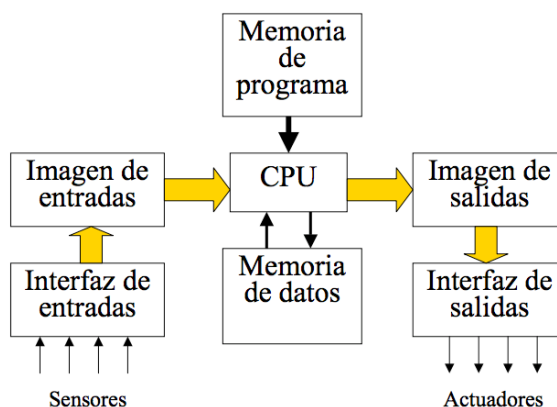 Memoria
de
programa
Imagen de
entradas
CPU
Imagen de
salidas
Interfaz de
entradas
Memoria
de datos
Interfaz de
salidas
Sensores
Actuadores